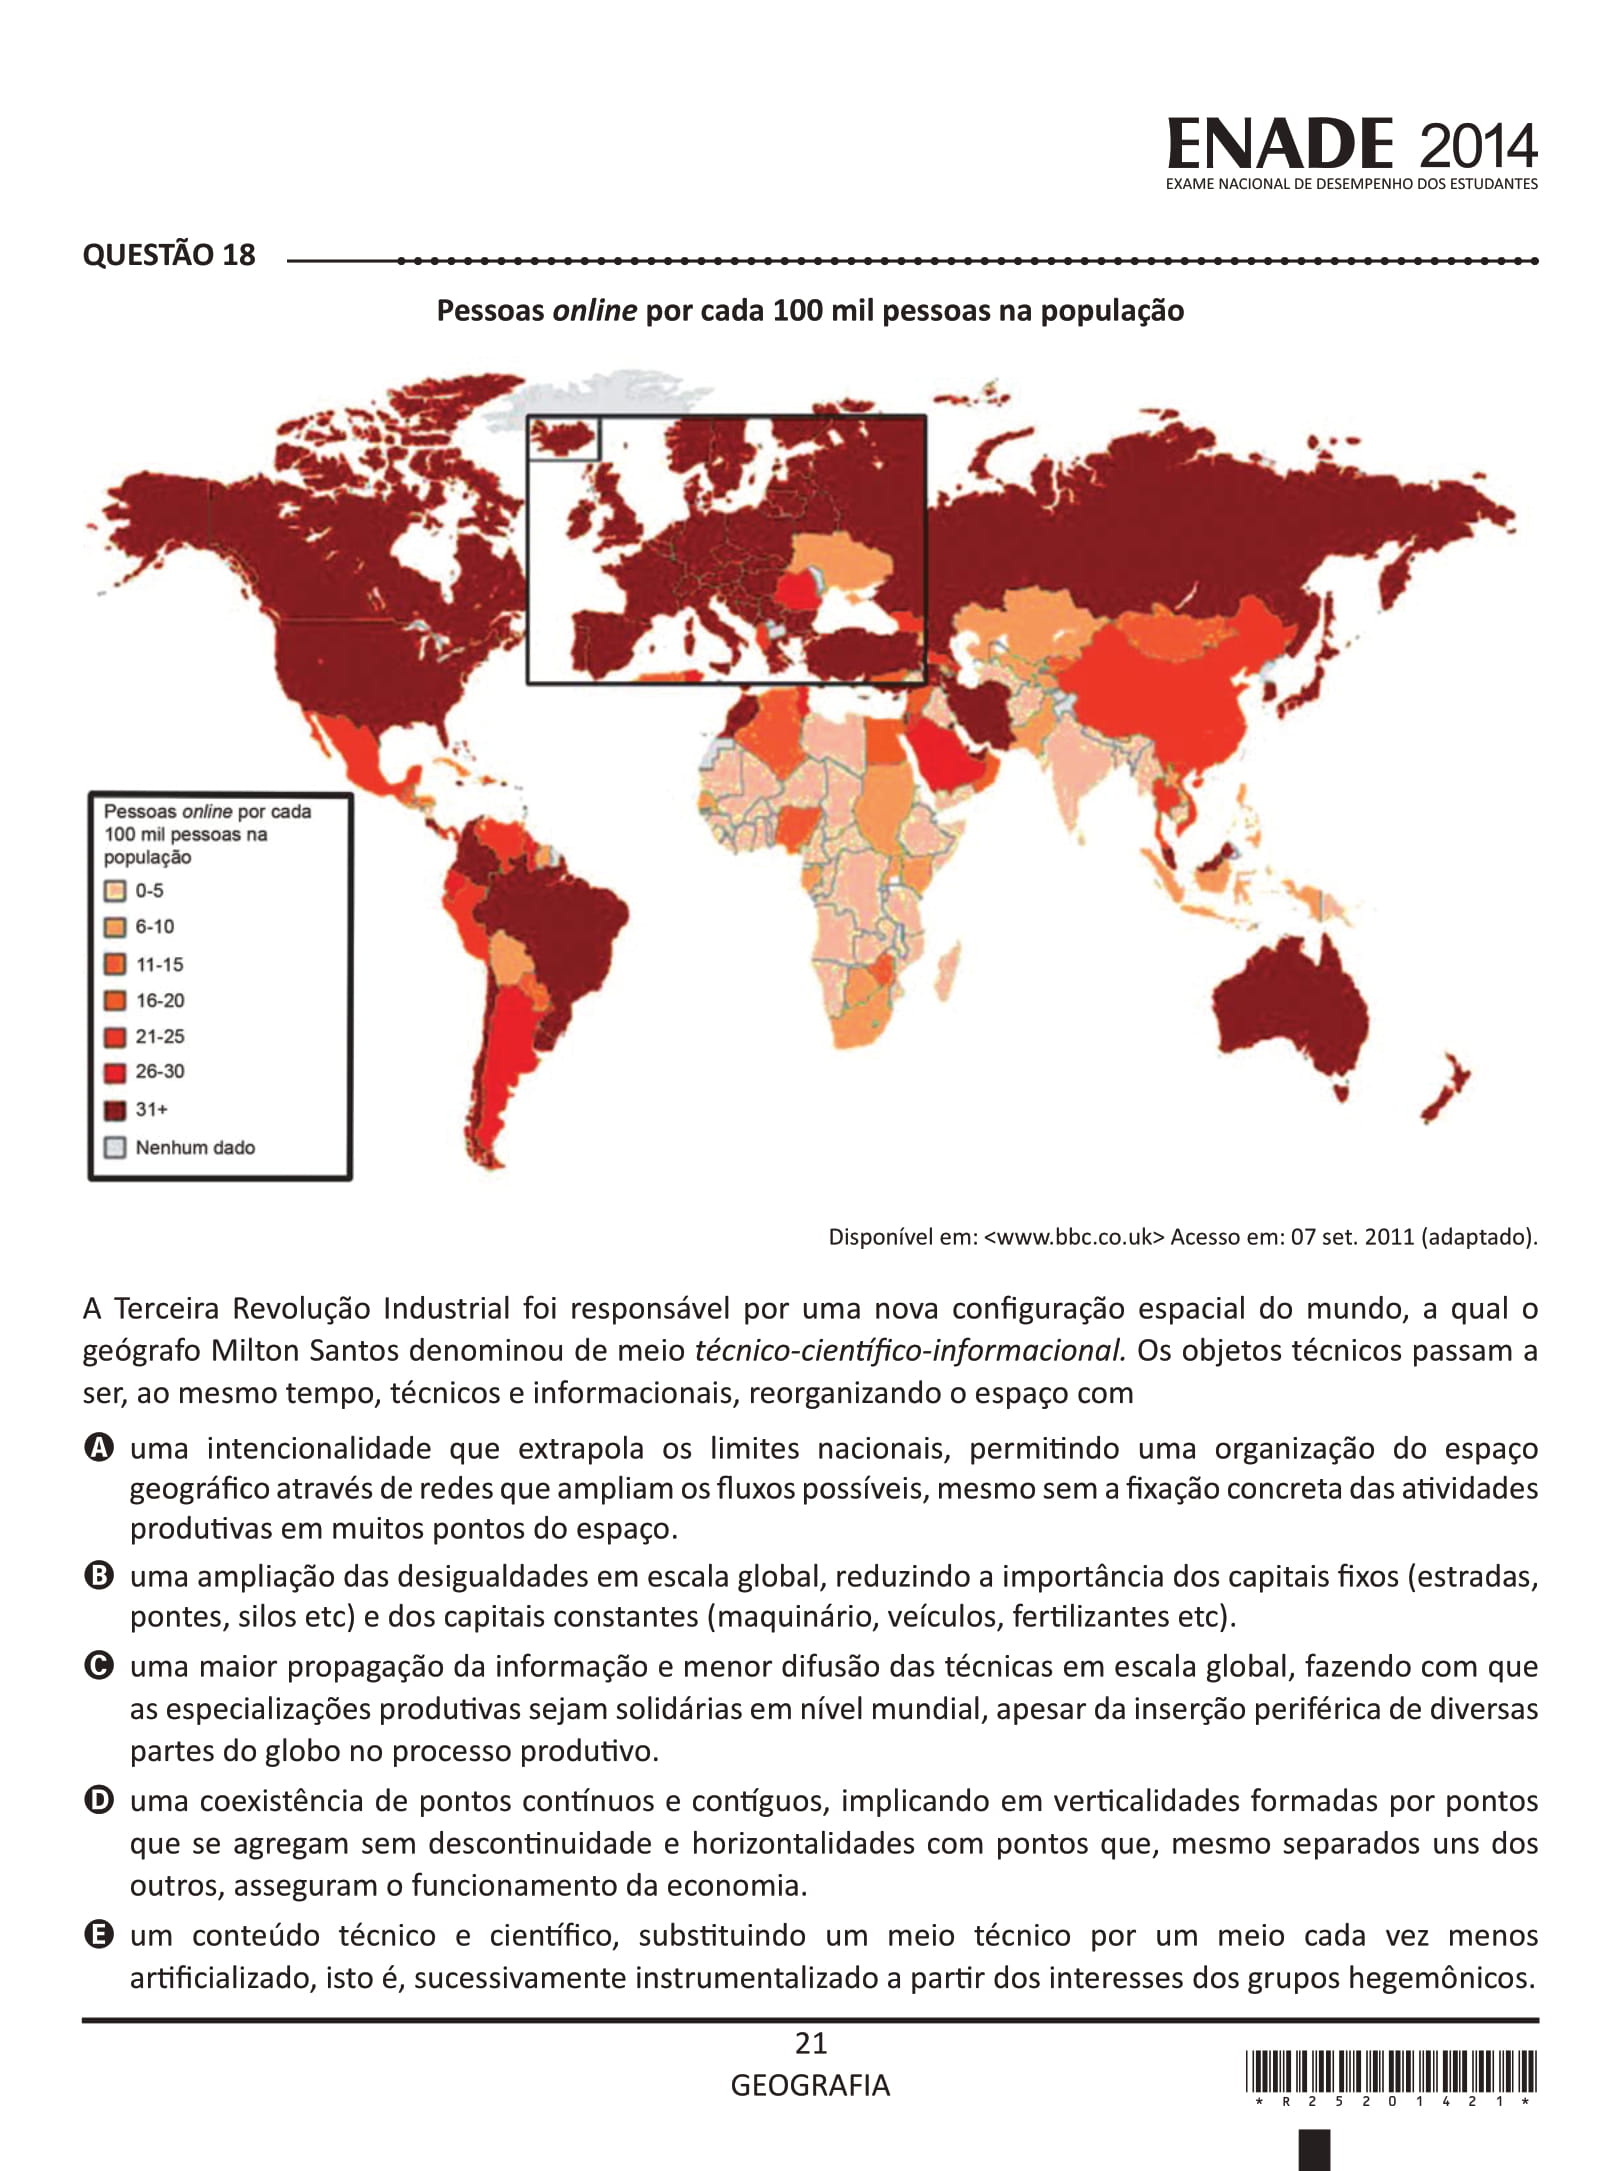 ENADE 2014
EXAME NACIONAL DE DESEMPENHO DOS ESTUDANTES
QUESTÃO 18
Pessoas online por cada 100 mil pessoas na população
Pessoas online por cada
100 mil pessoas na
população
0-5
6-10
11-15
16-20
21-25
26-30
31+
Nenhum dado
Disponível em: <www.bbc.co.uk> Acesso em: 07 set. 2011 (adaptado).
A Terceira Revolução Industrial foi responsável por uma nova configuração espacial do mundo, a qual o
geógrafo Milton Santos denominou de meio técnico-científico-informacional. Os objetos técnicos passam a
ser, ao mesmo tempo, técnicos e informacionais, reorganizando o espaço com
A uma intencionalidade que extrapola os limites nacionais, permitindo uma organização do espaço
geográfico através de redes que ampliam os fluxos possíveis, mesmo sem a fixação concreta das atividades
produtivas em muitos pontos do espaço.
B uma ampliação das desigualdades em escala global, reduzindo a importância dos capitais fixos (estradas,
pontes, silos etc) e dos capitais constantes (maquinário, veículos, fertilizantes etc).
C uma maior propagação da informação e menor difusão das técnicas em escala global, fazendo com que
as especializações produtivas sejam solidárias em nível mundial, apesar da inserção periférica de diversas
partes do globo no processo produtivo.
D uma coexistência de pontos contínuos e contíguos, implicando em verticalidades formadas por pontos
que se agregam sem descontinuidade e horizontalidades com pontos que, mesmo separados uns dos
outros, asseguram o funcionamento da economia.
E um conteúdo técnico e científico, substituindo um meio técnico por um meio cada vez menos
artificializado, isto é, sucessivamente instrumentalizado a partir dos interesses dos grupos hegemônicos.
21
GEOGRAFIA
*R25201421*